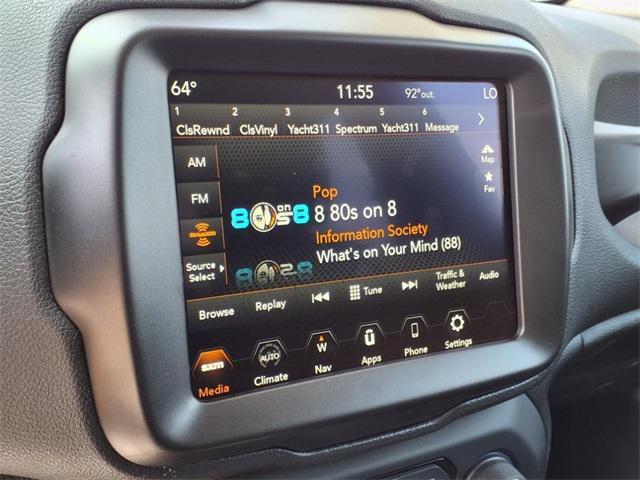 64° 11:55 92°out. LO
1 2 3 4 5 6
ClsRewnd ClsVinyl Yacht311 Spectrum Yacht311 Message
AM
Map
FM
Fav
Pop
8 on 8
8 80s on 8
SiriusXM
Information Society
What's on Your Mind (88)
Source Select
Browse Replay Tune Traffic & Weather Audio
sxm AUTO W
Media Climate Nav Apps Phone Settings